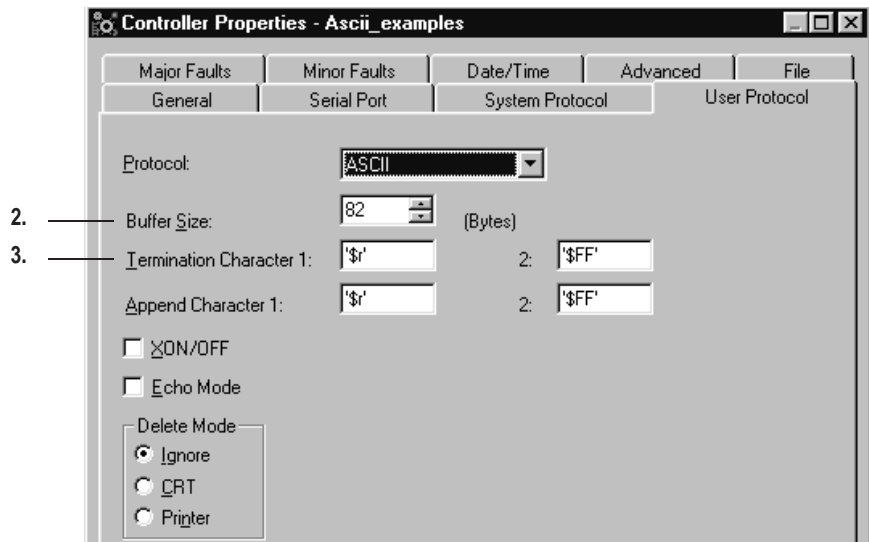 Controller Properties - Ascii_examples
Major Faults Minor Faults Date/Time Advanced File
General Serial Port System Protocol User Protocol
Protocol: ASCII
2. Buffer Size: 82 (Bytes)
3. Termination Character 1: '$r' 2: '$FF'
Append Character 1: '$r' 2: '$FF'
XON/OFF
Echo Mode
Delete Mode
Ignore
CRT
Printer